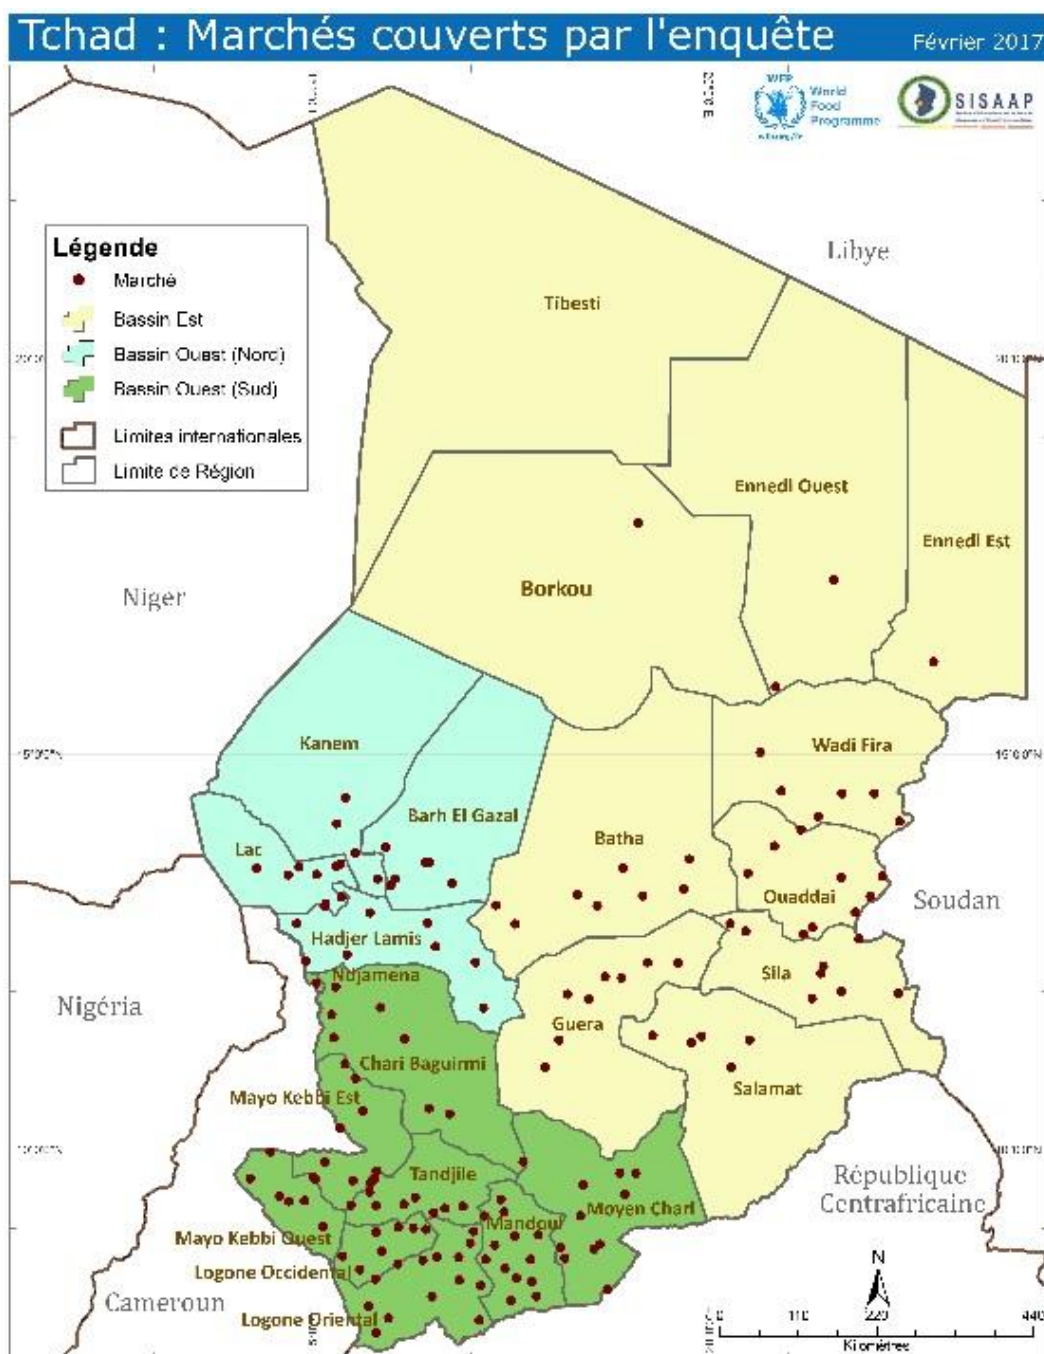 Tchad : Marchés couverts par l'enquête
Février 2017
WFP
World
Food
Programme
SISAAP
Légende
Marché
Bassin Est
Bassin Ouest (Nord)
Bassin Ouest (Sud)
Limites internationales
Limite de Région
Libye
Tibesti
Ennedi Ouest
Ennedi Est
Borkou
Niger
Kanem
Wadi Fira
Barh El Gazal
Batha
Lac
Ouaddai
Soudan
Hadjer Lamis
Ndjamena
Sila
Nigéria
Guera
Chari Baguirmi
Salamat
Mayo Kebbi Est
Tandjile
République
Centrafricaine
Moyen Chari
Mandoul
Mayo Kebbi Ouest
Logone Occidental
Cameroun
Logone Oriental
N
0 110 220 440
Kilomètres